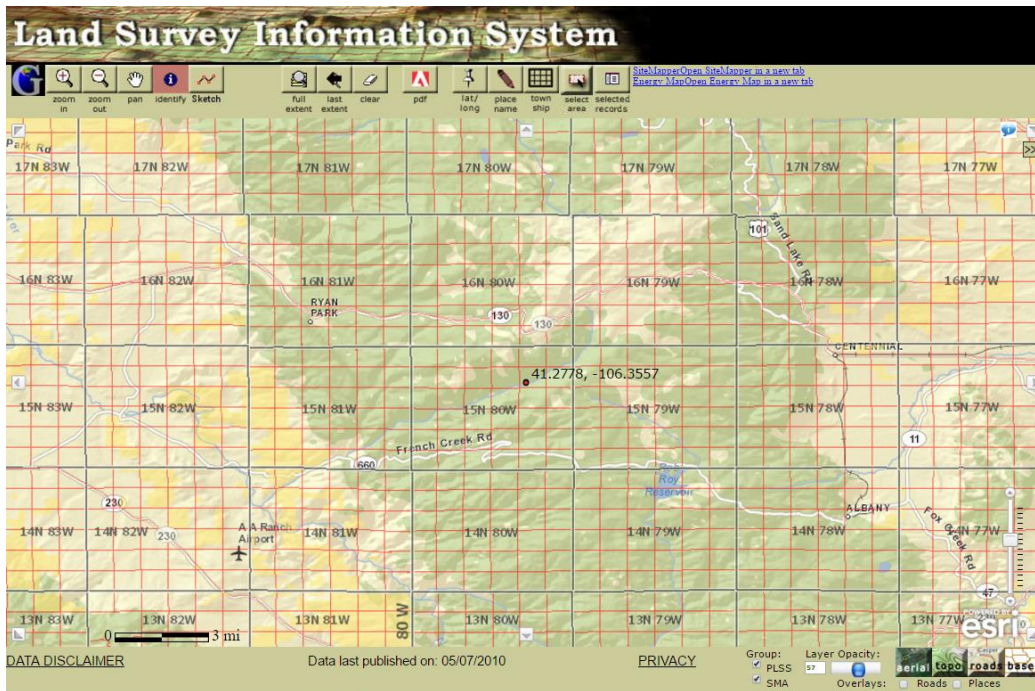 Land Survey Information System
zoom in
zoom out
pan
identify
Sketch
full extent
last extent
clear
pdf
lat/ long
place name
town ship
select area
selected records
SiteMapperOpen SiteMapper in a new tab
Energy MapOpen Energy Map in a new tab
Park Rd
17N 83W 17N 82W 17N 81W 17N 80W 17N 79W 17N 78W 17N 77W
101
Sand Lake Rd
16N 83W 16N 82W 16N 81W 16N 80W 16N 79W 16N 78W 16N 77W
RYAN PARK
130
130
CENTENNIAL
41.2778, -106.3557
15N 83W 15N 82W 15N 81W 15N 80W 15N 79W 15N 78W 15N 77W
French Creek Rd
11
660
Roy
Reservoir
230
ALBANY
A A Ranch
Airport
Fox Creek Rd
14N 83W 14N 82W 230 14N 81W 14N 80W 14N 79W 14N 78W 14N 77W
47
80 W
13N 83W 13N 82W 13N 81W 13N 80W 13N 79W 13N 78W 13N 77W
0 3 mi
POWERED BY
esri
DATA DISCLAIMER
Data last published on: 05/07/2010
PRIVACY
Group:
PLSS
SMA
Layer Opacity:
57
Overlays: Roads Places
aerial topo roads base